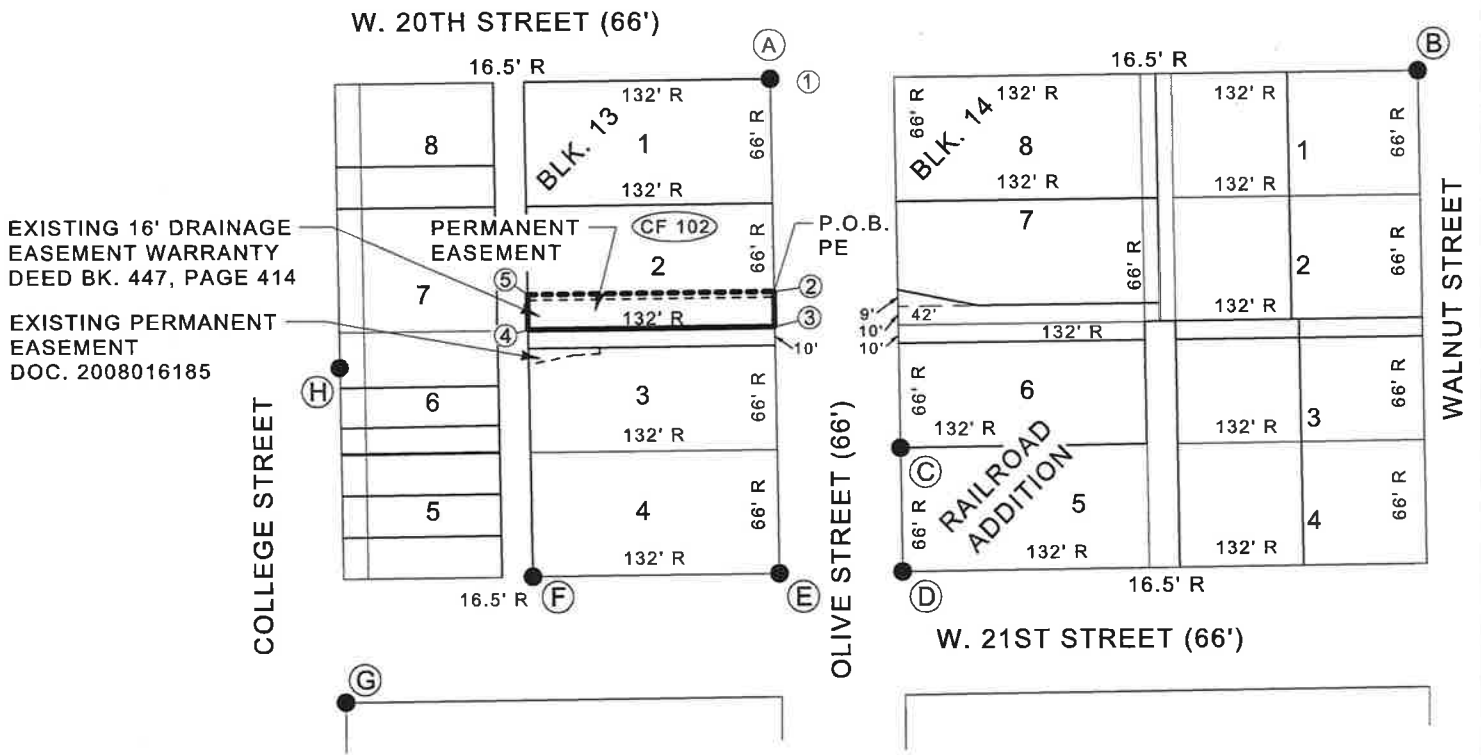 W. 20TH STREET (66')
A
B
16.5' R
1
16.5' R
132' R
132' R
132' R
66' R
66' R
66' R
BLK. 13
BLK. 14
8
1
8
1
132' R
132' R
132' R
EXISTING 16' DRAINAGE
EASEMENT WARRANTY
DEED BK. 447, PAGE 414
PERMANENT
EASEMENT
CF 102
P.O.B.
PE
66' R
7
66' R
66' R
2
2
5
2
7
9'
42'
132' R
132' R
3
4
10'
10'
10'
132' R
EXISTING PERMANENT
EASEMENT
DOC. 2008016185
WALNUT STREET
H
6
3
66' R
66' R
6
66' R
3
132' R
132' R
132' R
C
COLLEGE STREET
OLIVE STREET (66')
RAILROAD
ADDITION
5
4
66' R
66' R
5
66' R
4
132' R
132' R
132' R
16.5' R
F
E
D
16.5' R
W. 21ST STREET (66')
G